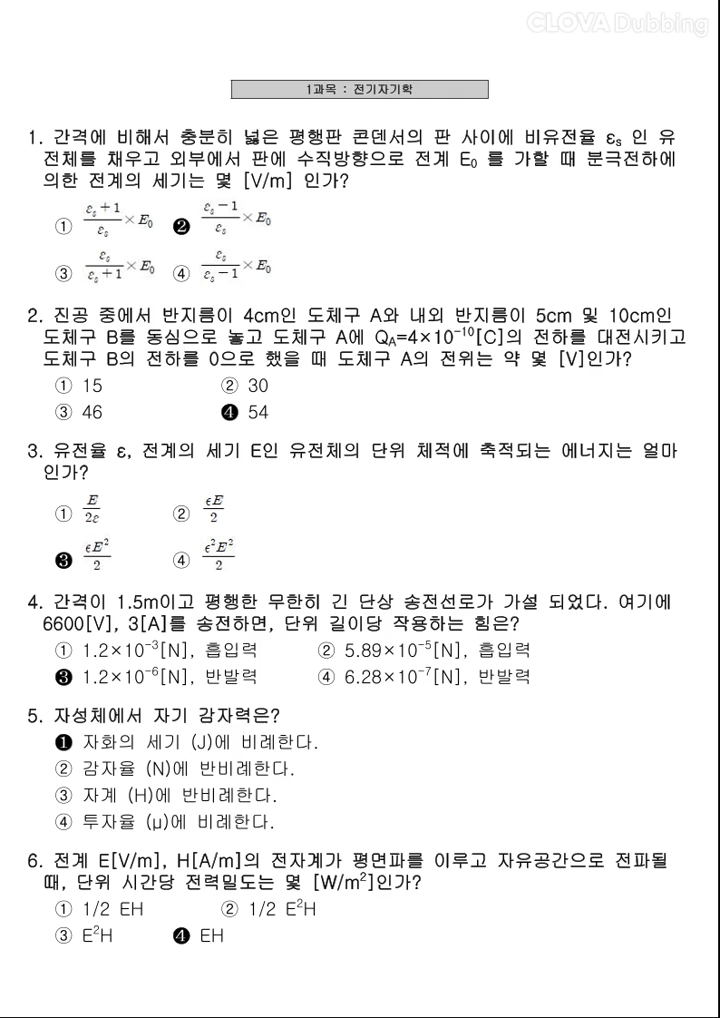 CLOVA Dubbing
1과목 : 전기자기학
1. 간격에 비해서 충분히 넓은 평행판 콘덴서의 판 사이에 비유전율 εₛ 인 유
전체를 채우고 외부에서 판에 수직방향으로 전계 E₀ 를 가할 때 분극전하에
의한 전계의 세기는 몇 [V/m] 인가?
① (εₛ+1)/εₛ × E₀ ❷ (εₛ−1)/εₛ × E₀
③ εₛ/(εₛ+1) × E₀ ④ εₛ/(εₛ−1) × E₀
2. 진공 중에서 반지름이 4cm인 도체구 A와 내외 반지름이 5cm 및 10cm인
도체구 B를 동심으로 놓고 도체구 A에 Q_A=4×10⁻¹⁰[C]의 전하를 대전시키고
도체구 B의 전하를 0으로 했을 때 도체구 A의 전위는 약 몇 [V]인가?
① 15 ② 30
③ 46 ❹ 54
3. 유전율 ε, 전계의 세기 E인 유전체의 단위 체적에 축적되는 에너지는 얼마
인가?
① E/2ε ② ϵE/2
❸ ϵE²/2 ④ ϵ²E²/2
4. 간격이 1.5m이고 평행한 무한히 긴 단상 송전선로가 가설 되었다. 여기에
6600[V], 3[A]를 송전하면, 단위 길이당 작용하는 힘은?
① 1.2×10⁻³[N], 흡입력 ② 5.89×10⁻⁵[N], 흡입력
❸ 1.2×10⁻⁶[N], 반발력 ④ 6.28×10⁻⁷[N], 반발력
5. 자성체에서 자기 감자력은?
❶ 자화의 세기 (J)에 비례한다.
② 감자율 (N)에 반비례한다.
③ 자계 (H)에 반비례한다.
④ 투자율 (μ)에 비례한다.
6. 전계 E[V/m], H[A/m]의 전자계가 평면파를 이루고 자유공간으로 전파될
때, 단위 시간당 전력밀도는 몇 [W/m²]인가?
① 1/2 EH ② 1/2 E²H
③ E²H ❹ EH